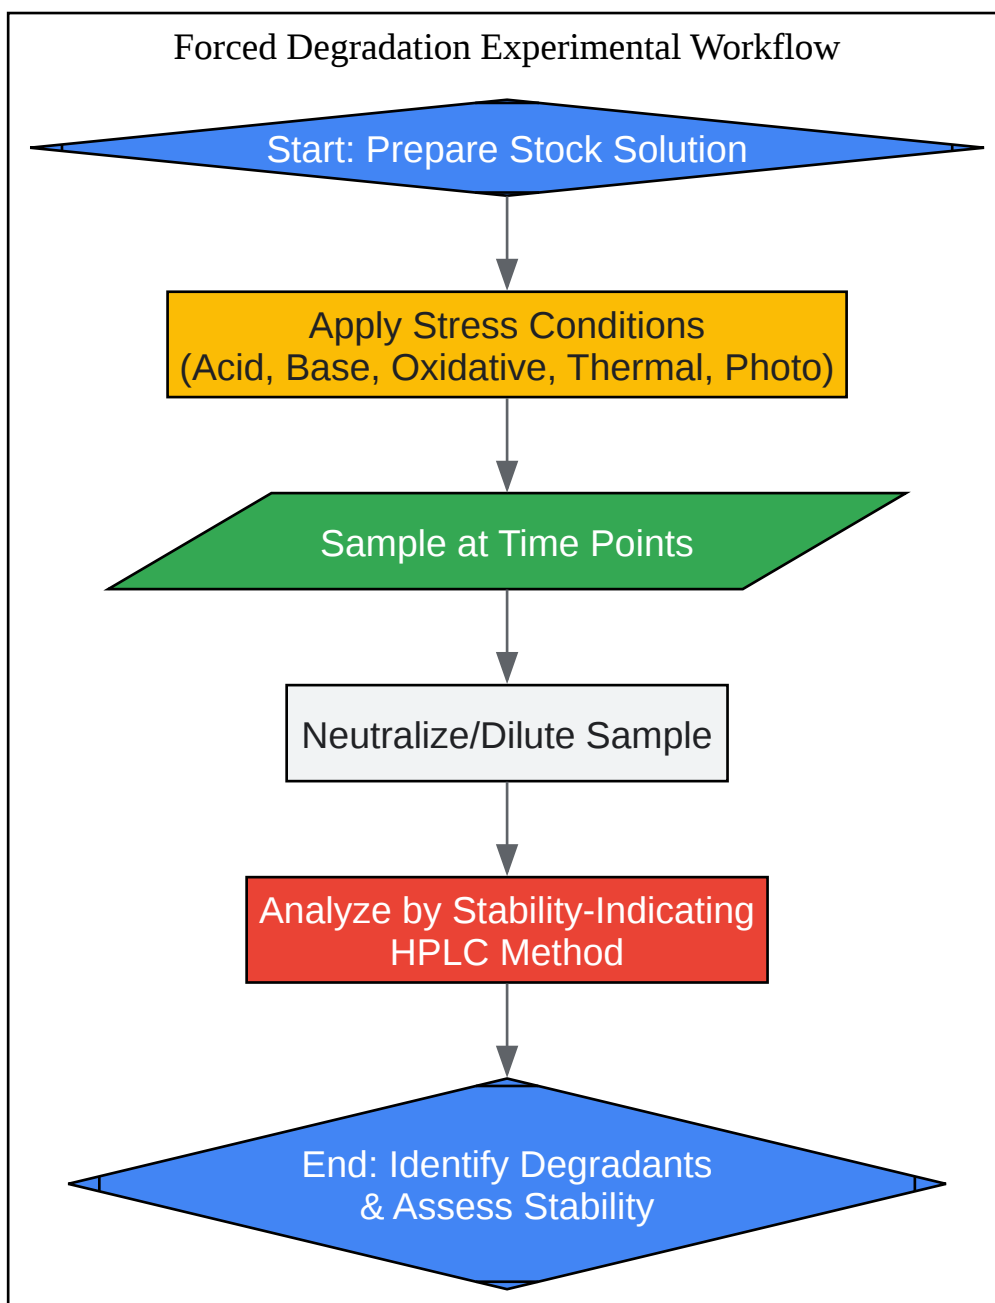 Forced Degradation Experimental Workflow
Start: Prepare Stock Solution
Apply Stress Conditions
(Acid, Base, Oxidative, Thermal, Photo)
Sample at Time Points
Neutralize/Dilute Sample
Analyze by Stability-Indicating
HPLC Method
End: Identify Degradants
& Assess Stability